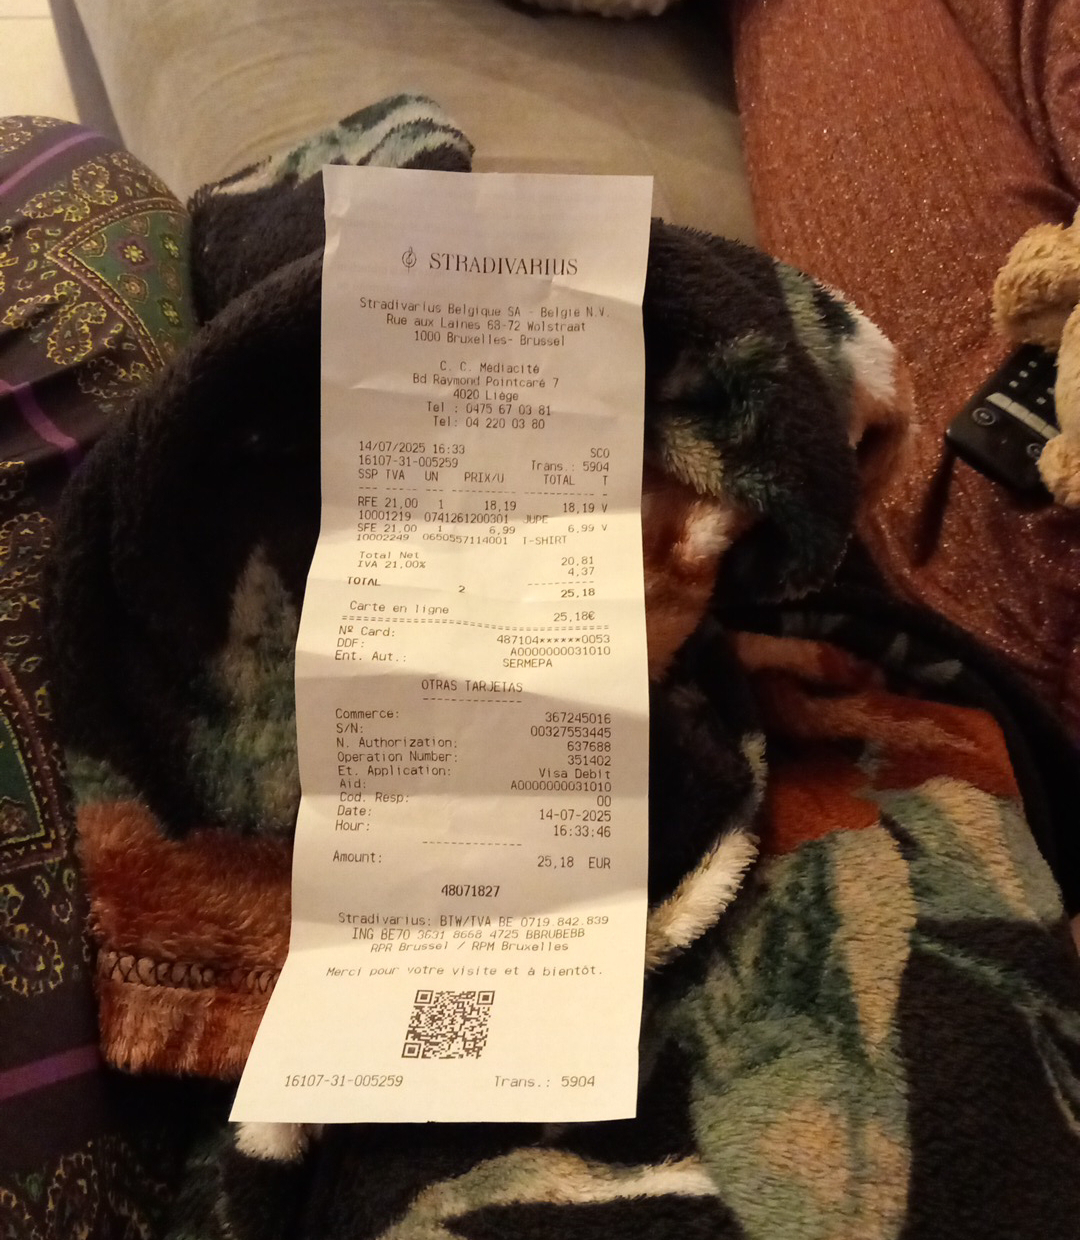 STRADIVARIUS
Stradivarius Belgique SA - Belgie N.V.
Rue aux Laines 68-72 Wolstraat
1000 Bruxelles- Brussel
C. C. Médiacité
Bd Raymond Pointcaré 7
4020 Liège
Tel : 0475 67 03 81
Tel: 04 220 03 80
14/07/2025 16:33 SCO
16107-31-005259 Trans.: 5904
SSP TVA UN PRIX/U TOTAL T
RFE 21,00 1 18,19 18,19 V
10001219 0741261200301 JUPE
SFE 21,00 1 6,99 6,99 V
10002249 0650557114001 T-SHIRT
Total Net 20,81
IVA 21,00% 4,37
TOTAL 2 25,18
Carte en ligne 25,18€
Nº Card: 487104******0053
DDF: A0000000031010
Ent. Aut.: SERMEPA
OTRAS TARJETAS
Commerce: 367245016
S/N: 00327553445
N. Authorization: 637688
Operation Number: 351402
Et. Application: Visa Debit
Aid: A0000000031010
Cod. Resp: 00
Date: 14-07-2025
Hour: 16:33:46
Amount: 25,18 EUR
48071827
Stradivarius: BTW/TVA BE 0719.842.839
ING BE70 3631 8668 4725 BBRUBEBB
RPR Brussel / RPM Bruxelles
Merci pour votre visite et à bientôt.
16107-31-005259 Trans.: 5904